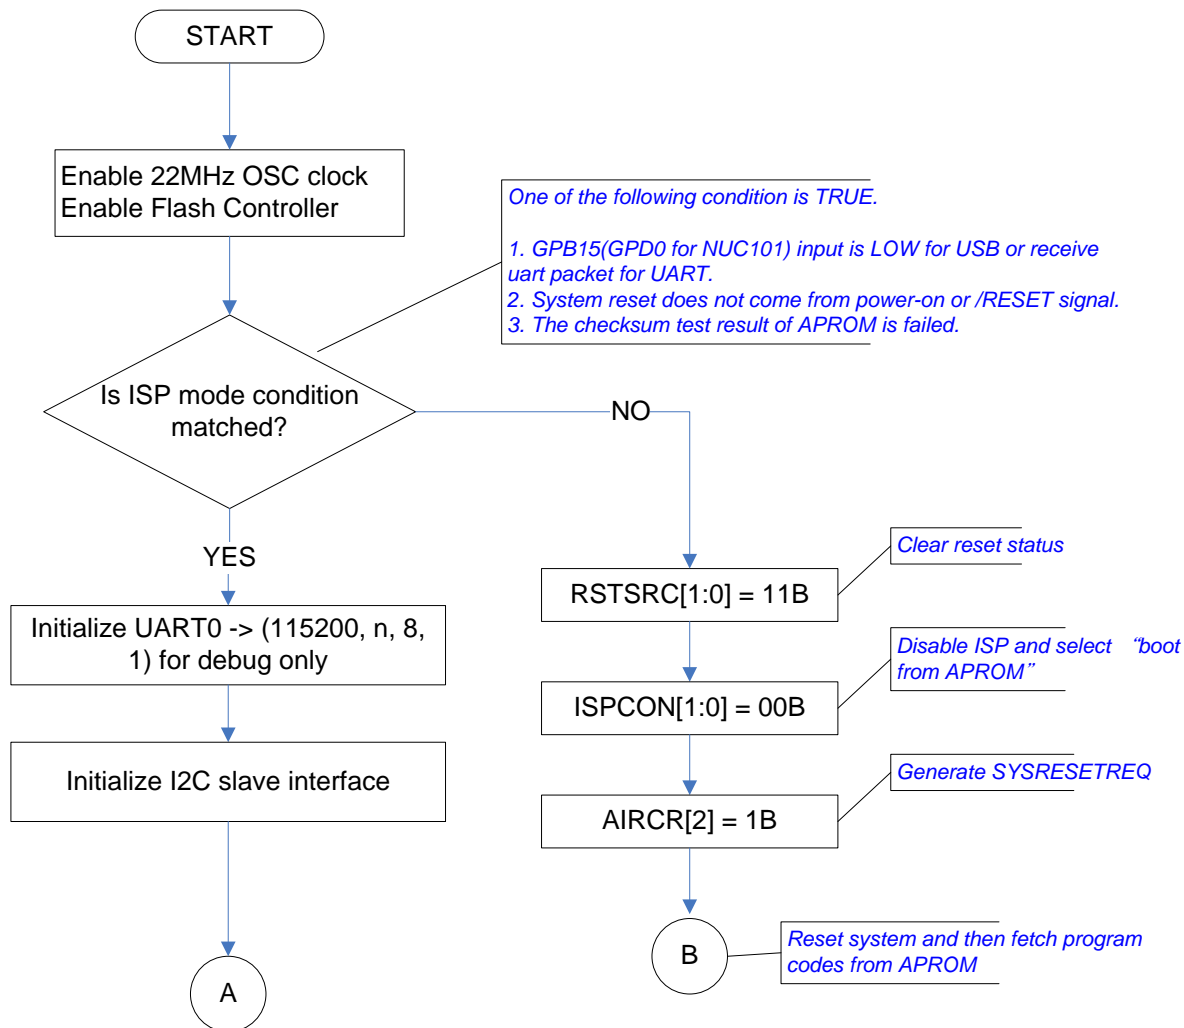 START
Enable 22MHz OSC clock
Enable Flash Controller
One of the following condition is TRUE.
1. GPB15(GPD0 for NUC101) input is LOW for USB or receive
uart packet for UART.
2. System reset does not come from power-on or /RESET signal.
3. The checksum test result of APROM is failed.
Is ISP mode condition
matched?
NO
YES
Clear reset status
RSTSRC[1:0] = 11B
Initialize UART0 -> (115200, n, 8,
1) for debug only
Disable ISP and select “boot
from APROM”
ISPCON[1:0] = 00B
Initialize I2C slave interface
Generate SYSRESETREQ
AIRCR[2] = 1B
B
Reset system and then fetch program
codes from APROM
A